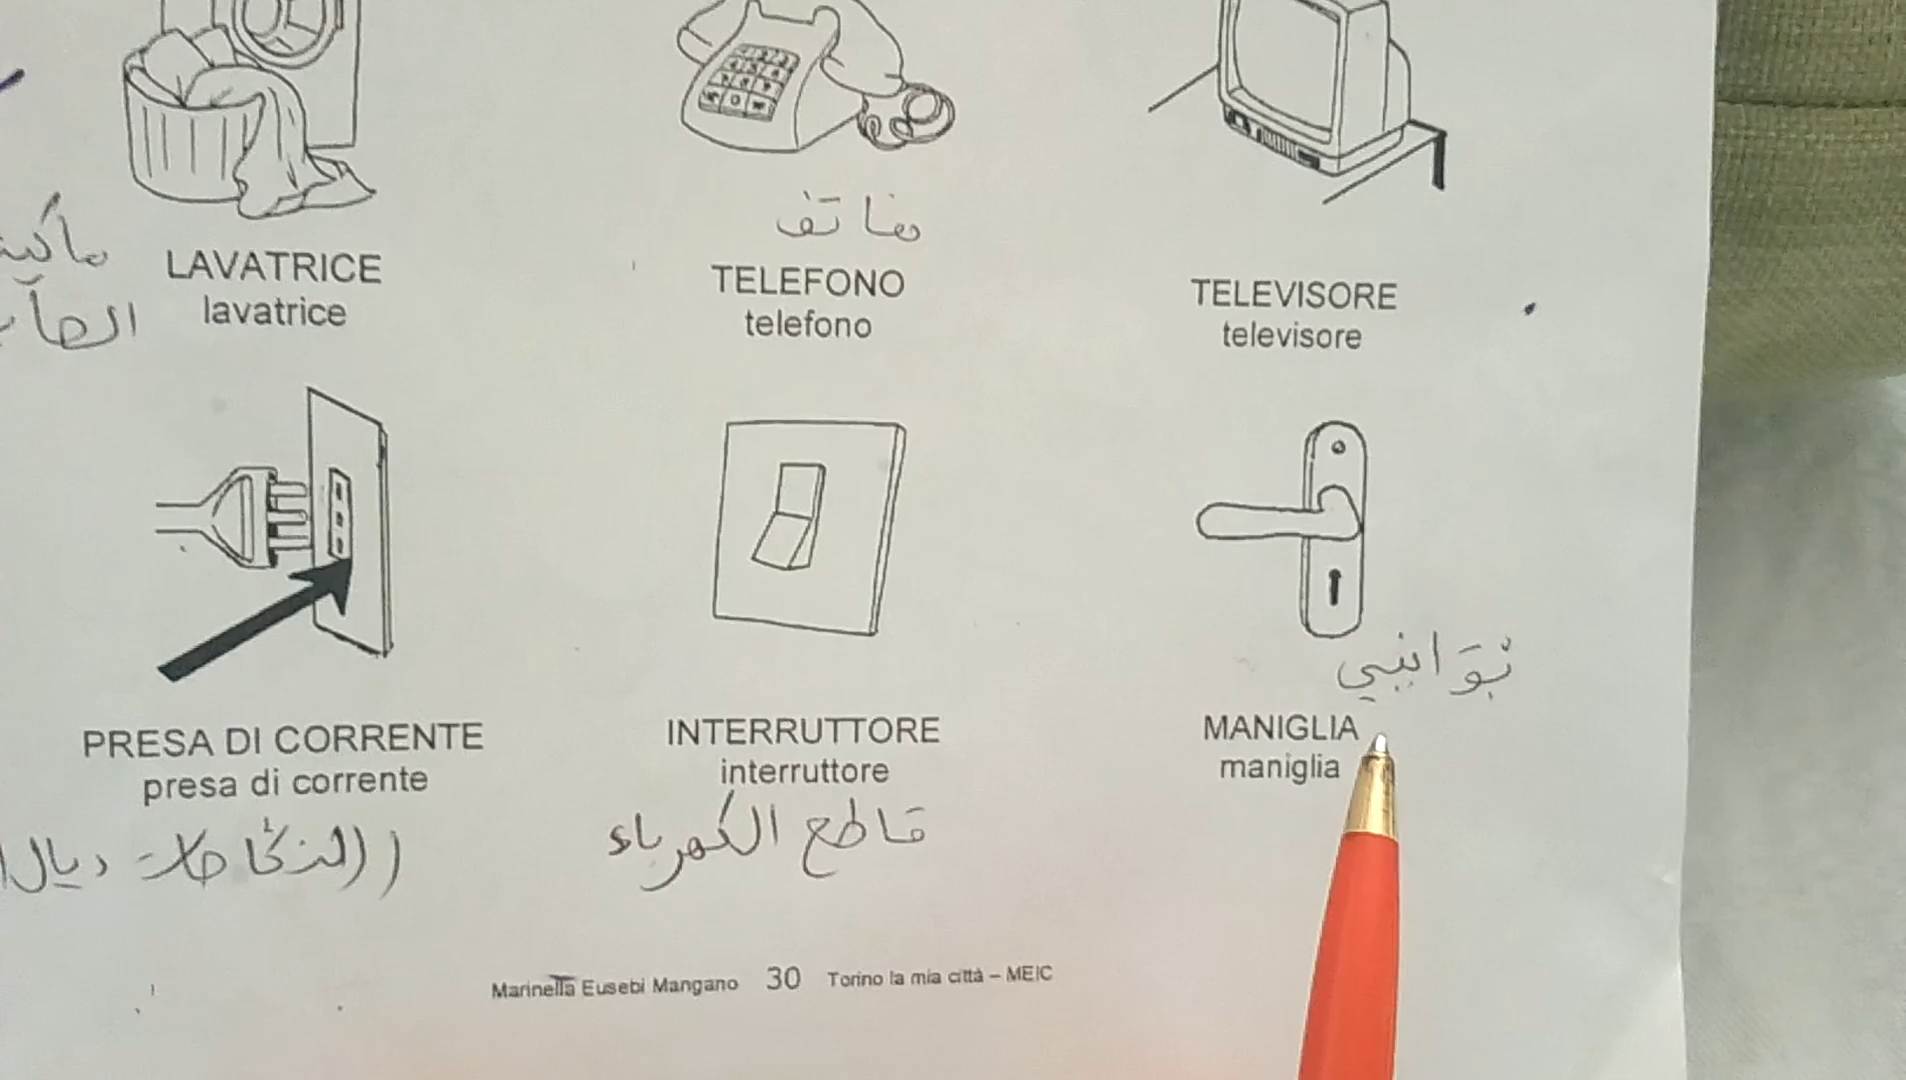 هاتف
LAVATRICE
lavatrice
TELEFONO
telefono
TELEVISORE
televisore
PRESA DI CORRENTE
presa di corrente
INTERRUTTORE
interruttore
قاطع الكهرباء
MANIGLIA
maniglia
Marinella Eusebi Mangano 30 Torino la mia città – MEIC